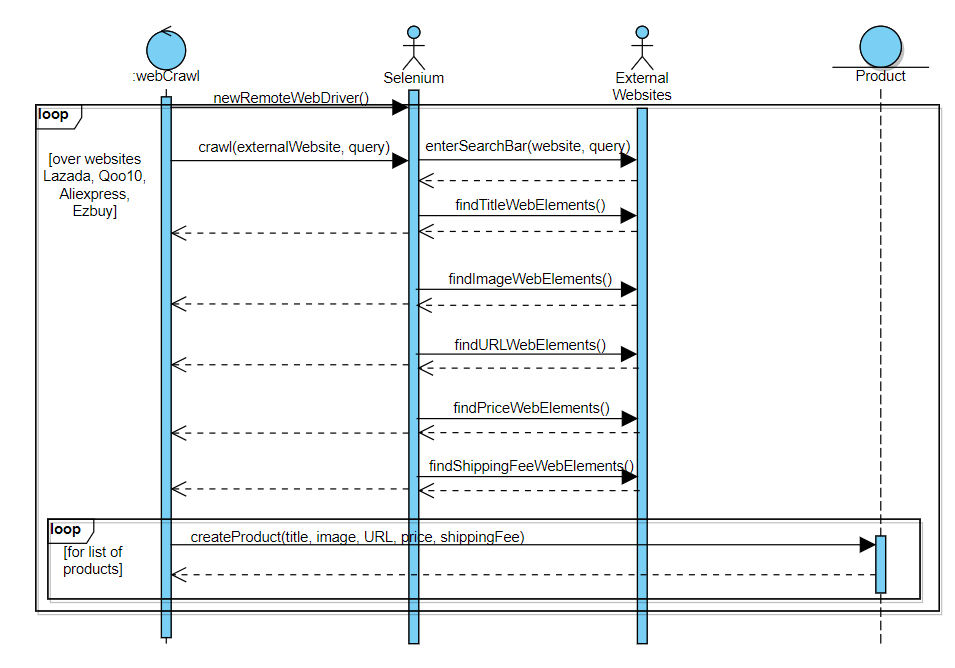 :webCrawl
Selenium
External
Websites
Product
loop
newRemoteWebDriver()
[over websites
Lazada, Qoo10,
Aliexpress,
Ezbuy]
crawl(externalWebsite, query)
enterSearchBar(website, query)
findTitleWebElements()
findImageWebElements()
findURLWebElements()
findPriceWebElements()
findShippingFeeWebElements()
loop
[for list of
products]
createProduct(title, image, URL, price, shippingFee)